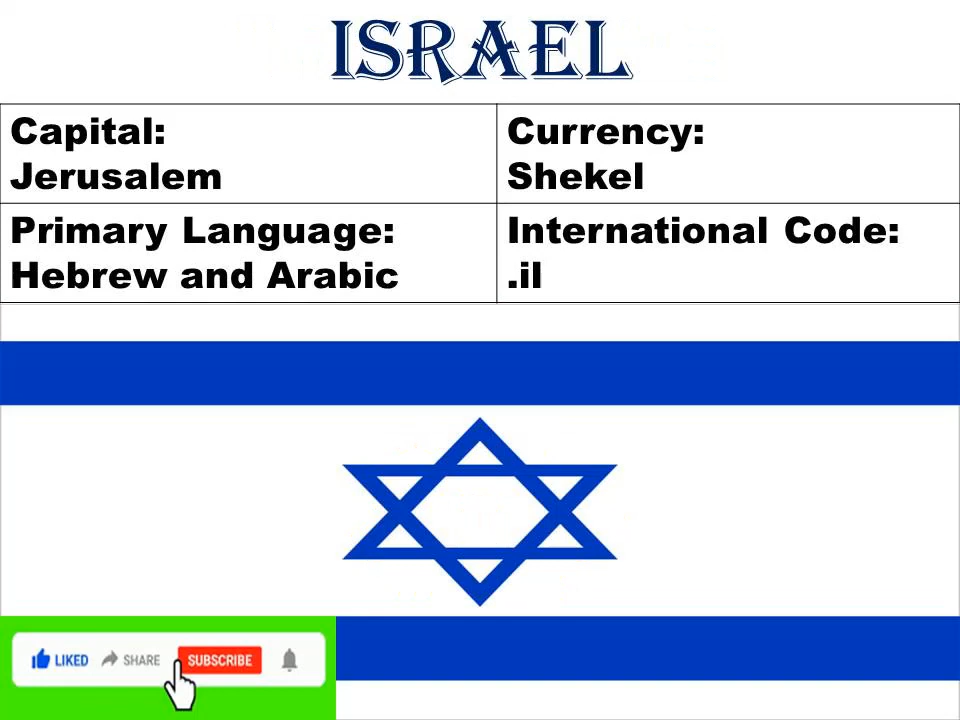 ISRAEL
Capital:
Jerusalem
Currency:
Shekel
Primary Language:
Hebrew and Arabic
International Code:
.il
LIKED SHARE SUBSCRIBE